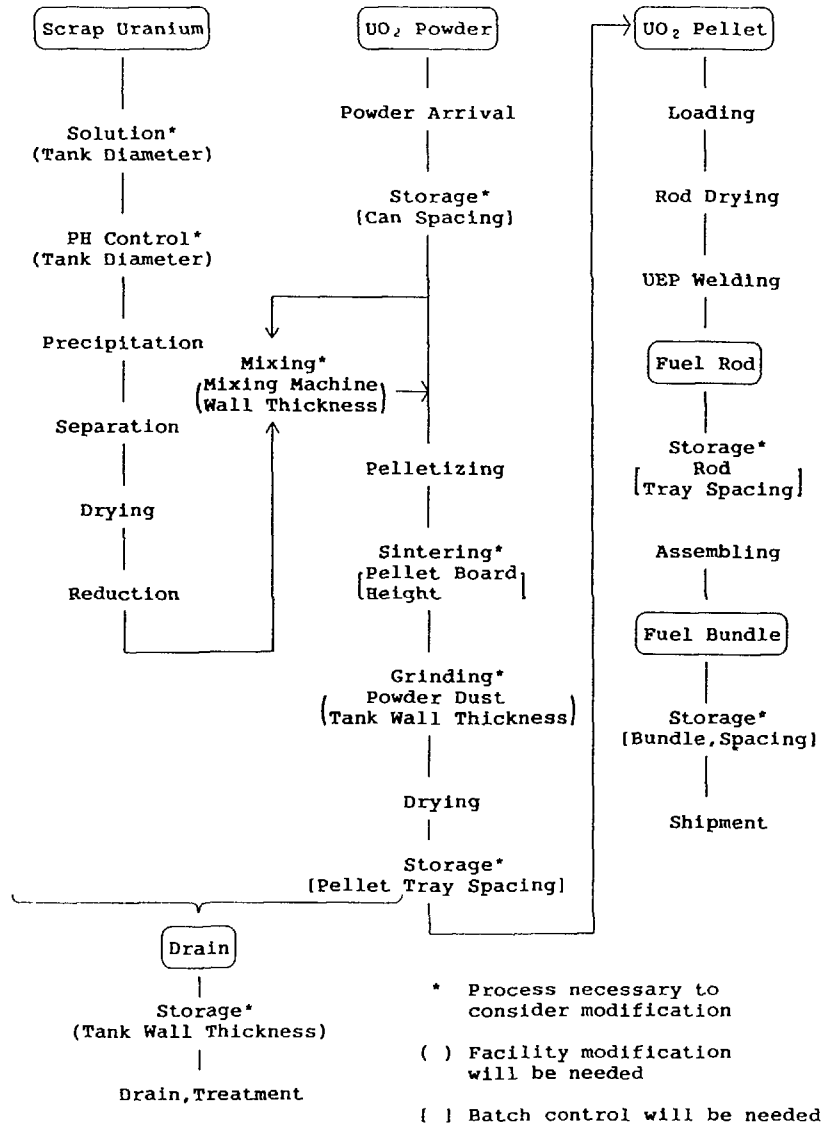 Scrap Uranium
Solution*
(Tank Diameter)
PH Control*
(Tank Diameter)
Precipitation
Separation
Drying
Reduction
UO₂ Powder
Powder Arrival
Storage*
[Can Spacing]
Mixing*
(Mixing Machine
Wall Thickness)
Pelletizing
Sintering*
[Pellet Board
Height ]
Grinding*
(Powder Dust
Tank Wall Thickness)
Drying
Storage*
[Pellet Tray Spacing]
UO₂ Pellet
Loading
Rod Drying
UEP Welding
Fuel Rod
Storage*
[Rod
Tray Spacing]
Assembling
Fuel Bundle
Storage*
[Bundle,Spacing]
Shipment
Drain
Storage*
(Tank Wall Thickness)
Drain,Treatment
* Process necessary to
consider modification
( ) Facility modification
will be needed
[ ] Batch control will be needed